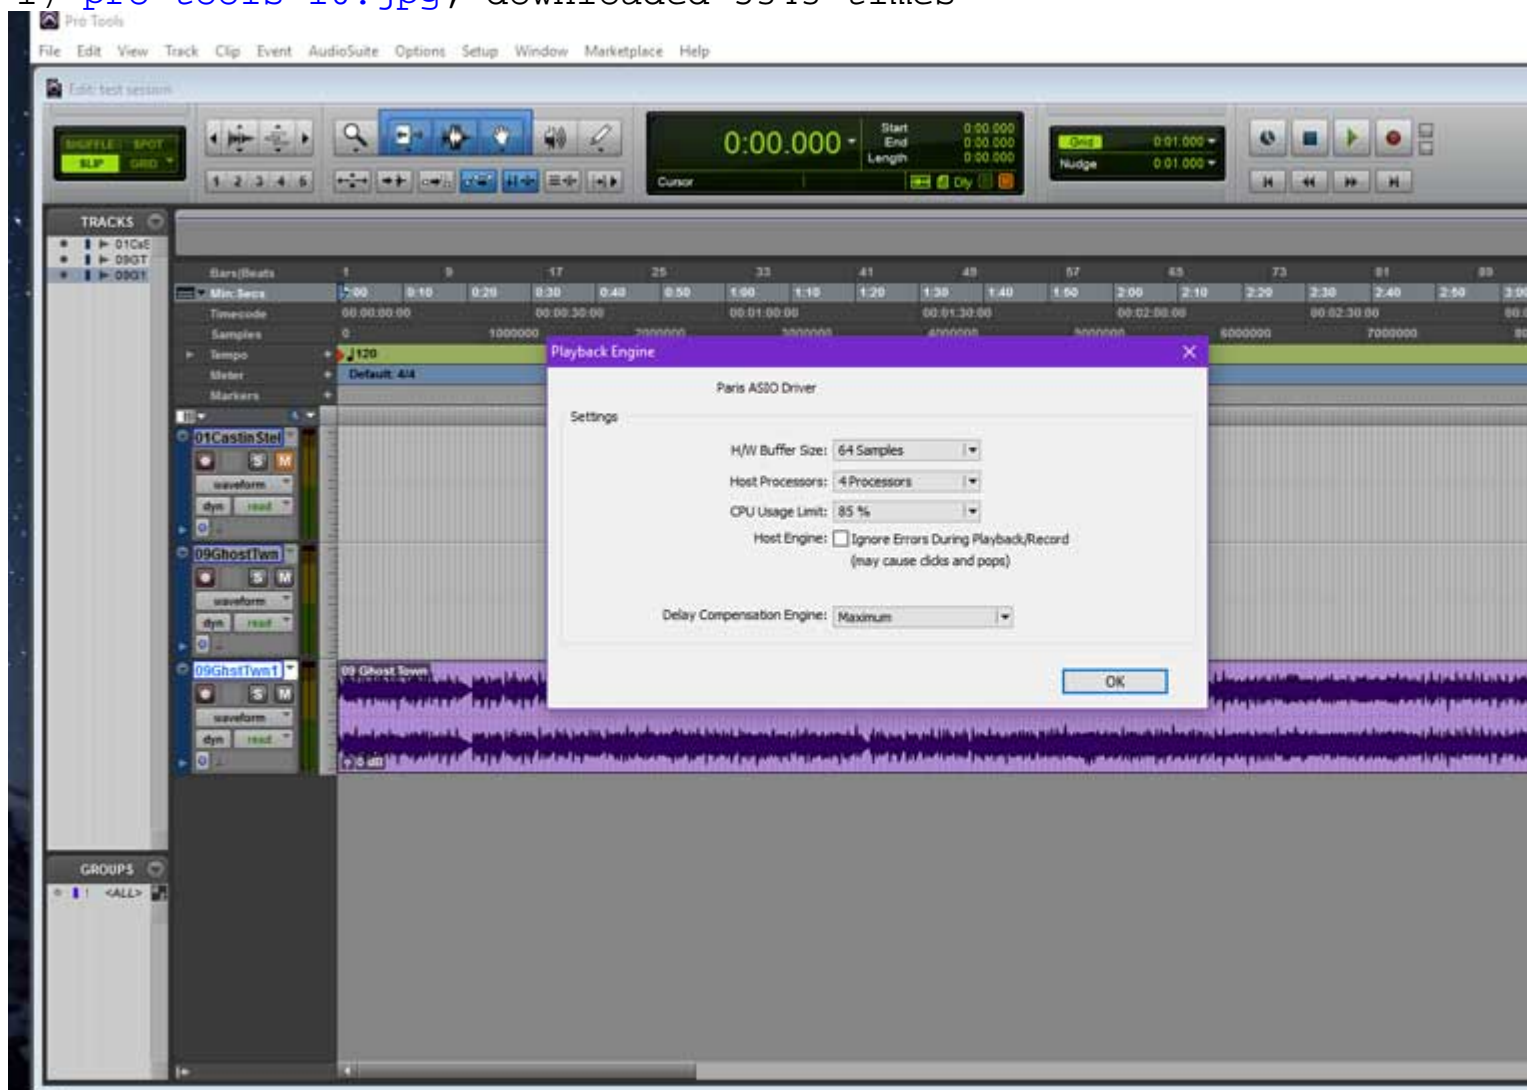 Pro Tools
File Edit View Track Clip Event AudioSuite Options Setup Window Marketplace Help
Edit: test session
SHUFFLE SPOT
SLIP GRID
1 2 3 4 5
0:00.000
Start 0:00.000
End 0:00.000
Length 0:00.000
Cursor
Dly
Grid 0:01.000
Nudge 0:01.000
TRACKS
09GT
Bars|Beats 1 9 17 25 33 41 49 57 65 73 81 89
Min:Secs 0:10 0:20 0:30 0:40 0:50 1:00 1:10 1:20 1:30 1:40 1:50 2:00 2:10 2:20 2:30 2:40 2:50
Timecode 00:00:00:00 00:00:30:00 00:01:00:00 00:01:30:00 00:02:00:00 00:02:30:00
Samples 0 1000000 2000000 3000000 4000000 5000000 6000000 7000000
Tempo 120
Meter Default: 4/4
Markers
01CastinStel
S M
waveform
dyn read
09GhostTwn
S M
waveform
dyn read
09GhstTwn1
S M
waveform
dyn read
09 Ghost Town
0 dB
Playback Engine
Paris ASIO Driver
Settings
H/W Buffer Size: 64 Samples
Host Processors: 4 Processors
CPU Usage Limit: 85 %
Host Engine: Ignore Errors During Playback/Record
(may cause clicks and pops)
Delay Compensation Engine: Maximum
OK
GROUPS
! <ALL>